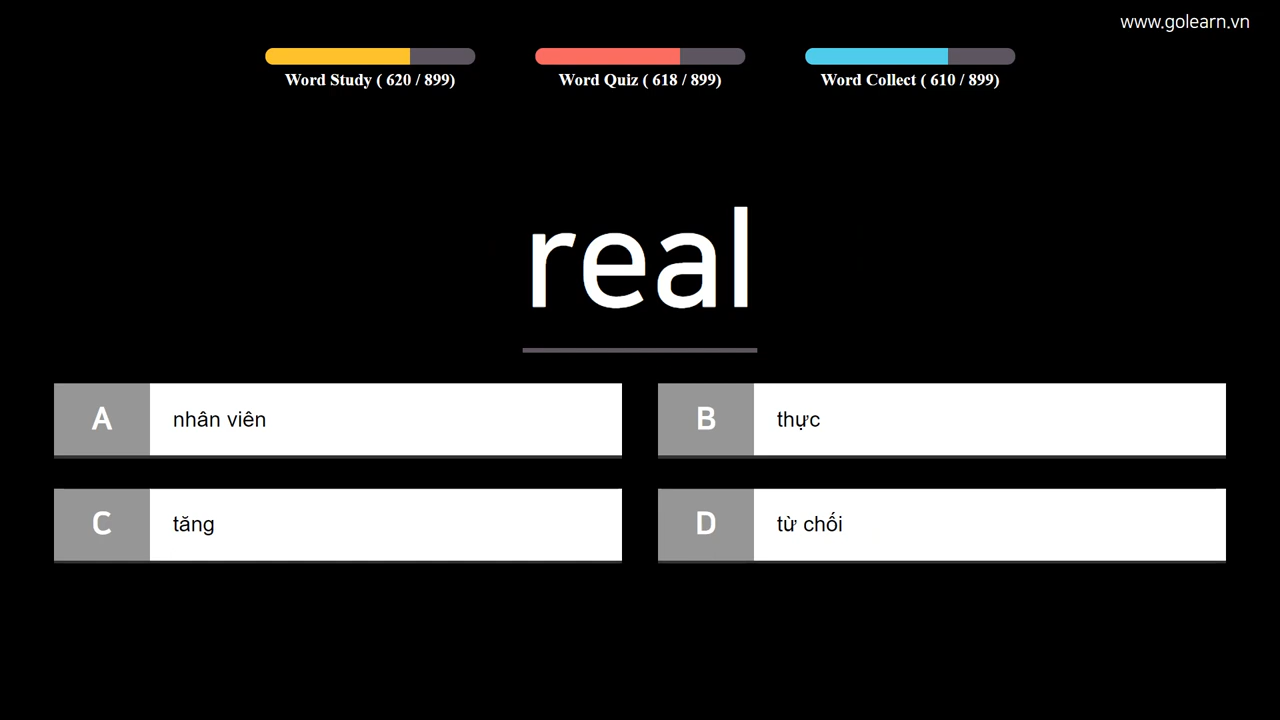 www.golearn.vn
Word Study ( 620 / 899)
Word Quiz ( 618 / 899)
Word Collect ( 610 / 899)
real
A nhân viên
B thực
C tăng
D từ chối